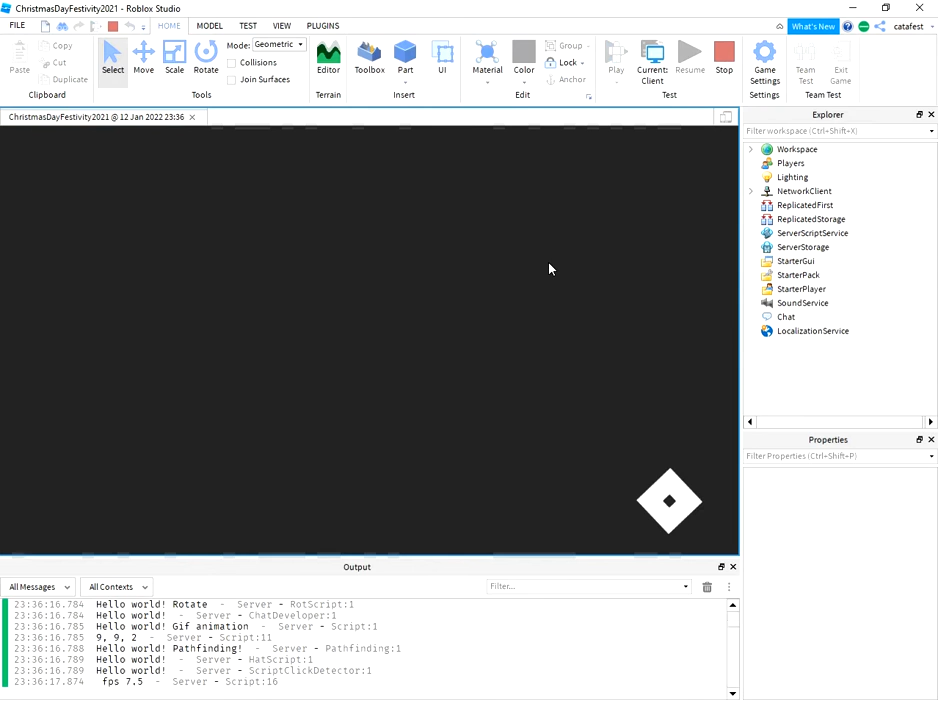 ChristmasDayFestivity2021 - Roblox Studio
FILE HOME MODEL TEST VIEW PLUGINS What's New catafest
Paste Copy Cut Duplicate Clipboard
Select Move Scale Rotate Mode: Geometric Collisions Join Surfaces Tools
Editor Terrain
Toolbox Part UI Insert
Material Color Group Lock Anchor Edit
Play Current: Client Resume Stop Test
Game Settings Settings
Team Test Exit Game Team Test
ChristmasDayFestivity2021 @ 12 Jan 2022 23:36
Explorer
Filter workspace (Ctrl+Shift+X)
Workspace
Players
Lighting
NetworkClient
ReplicatedFirst
ReplicatedStorage
ServerScriptService
ServerStorage
StarterGui
StarterPack
StarterPlayer
SoundService
Chat
LocalizationService
Properties
Filter Properties (Ctrl+Shift+P)
Output
All Messages All Contexts Filter...
23:36:16.784 Hello world! Rotate - Server - RotScript:1
23:36:16.784 Hello world! - Server - ChatDeveloper:1
23:36:16.785 Hello world! Gif animation - Server - Script:1
23:36:16.785 9, 9, 2 - Server - Script:11
23:36:16.788 Hello world! Pathfinding! - Server - Pathfinding:1
23:36:16.789 Hello world! - Server - HatScript:1
23:36:16.789 Hello world! - Server - ScriptClickDetector:1
23:36:17.874 fps 7.5 - Server - Script:16